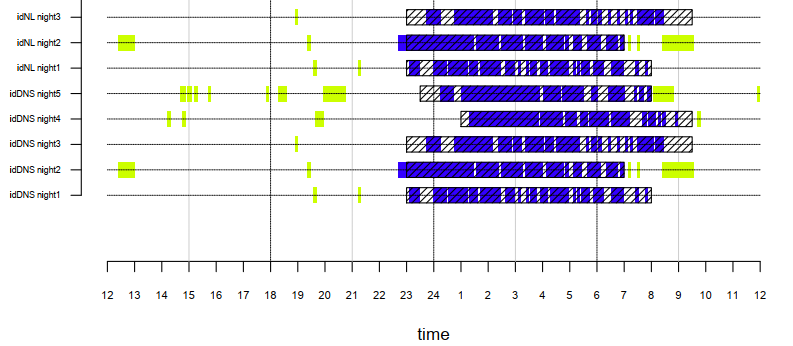 idNL night3
idNL night2
idNL night1
idDNS night5
idDNS night4
idDNS night3
idDNS night2
idDNS night1
12 13 14 15 16 17 18 19 20 21 22 23 24 1 2 3 4 5 6 7 8 9 10 11 12
time